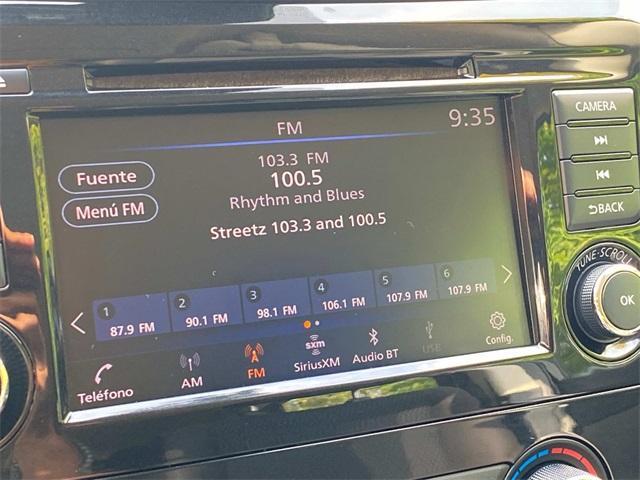 FM
9:35
Fuente
103.3 FM
100.5
Rhythm and Blues
Menú FM
Streetz 103.3 and 100.5
1 87.9 FM
2 90.1 FM
3 98.1 FM
4 106.1 FM
5 107.9 FM
6 107.9 FM
Teléfono
AM
FM
sxm
SiriusXM
Audio BT
USB
Config.
CAMERA
BACK
TUNE·SCROLL
OK